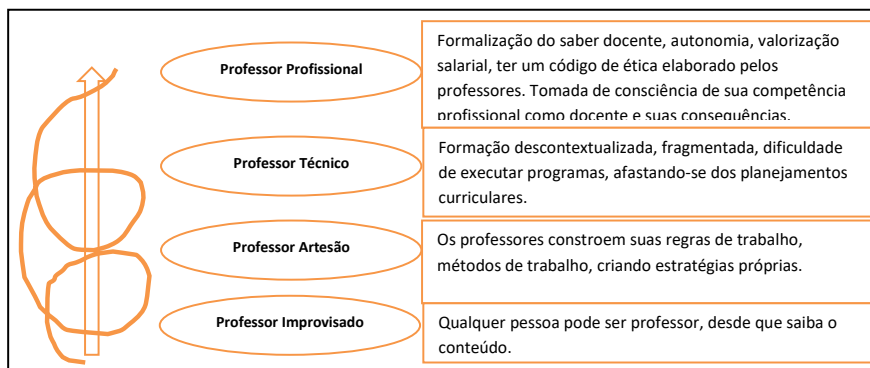 Professor Profissional
Formalização do saber docente, autonomia, valorização
salarial, ter um código de ética elaborado pelos
professores. Tomada de consciência de sua competência
profissional como docente e suas consequências.
Professor Técnico
Formação descontextualizada, fragmentada, dificuldade
de executar programas, afastando-se dos planejamentos
curriculares.
Professor Artesão
Os professores constroem suas regras de trabalho,
métodos de trabalho, criando estratégias próprias.
Professor Improvisado
Qualquer pessoa pode ser professor, desde que saiba o
conteúdo.